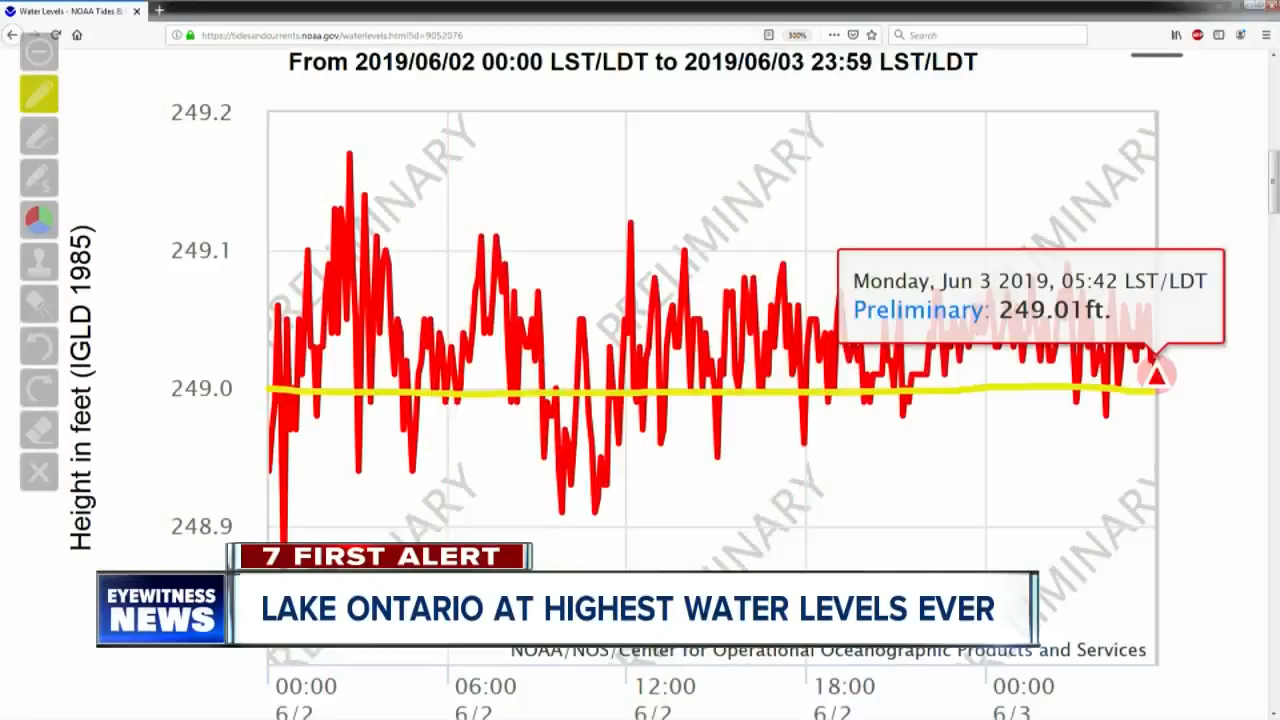 Water Levels - NOAA Tides &
https://tidesandcurrents.noaa.gov/waterlevels.html?id=9052076
300%
Search
From 2019/06/02 00:00 LST/LDT to 2019/06/03 23:59 LST/LDT
249.2
249.1
249.0
248.9
Height in feet (IGLD 1985)
PRELIMINARY
PRELIMINARY
PRELIMINARY
Monday, Jun 3 2019, 05:42 LST/LDT
Preliminary: 249.01ft.
7 FIRST ALERT
EYEWITNESS
NEWS
LAKE ONTARIO AT HIGHEST WATER LEVELS EVER
NOAA/NOS/Center for Operational Oceanographic Products and Services
00:00
6/2
06:00
6/2
12:00
6/2
18:00
6/2
00:00
6/3